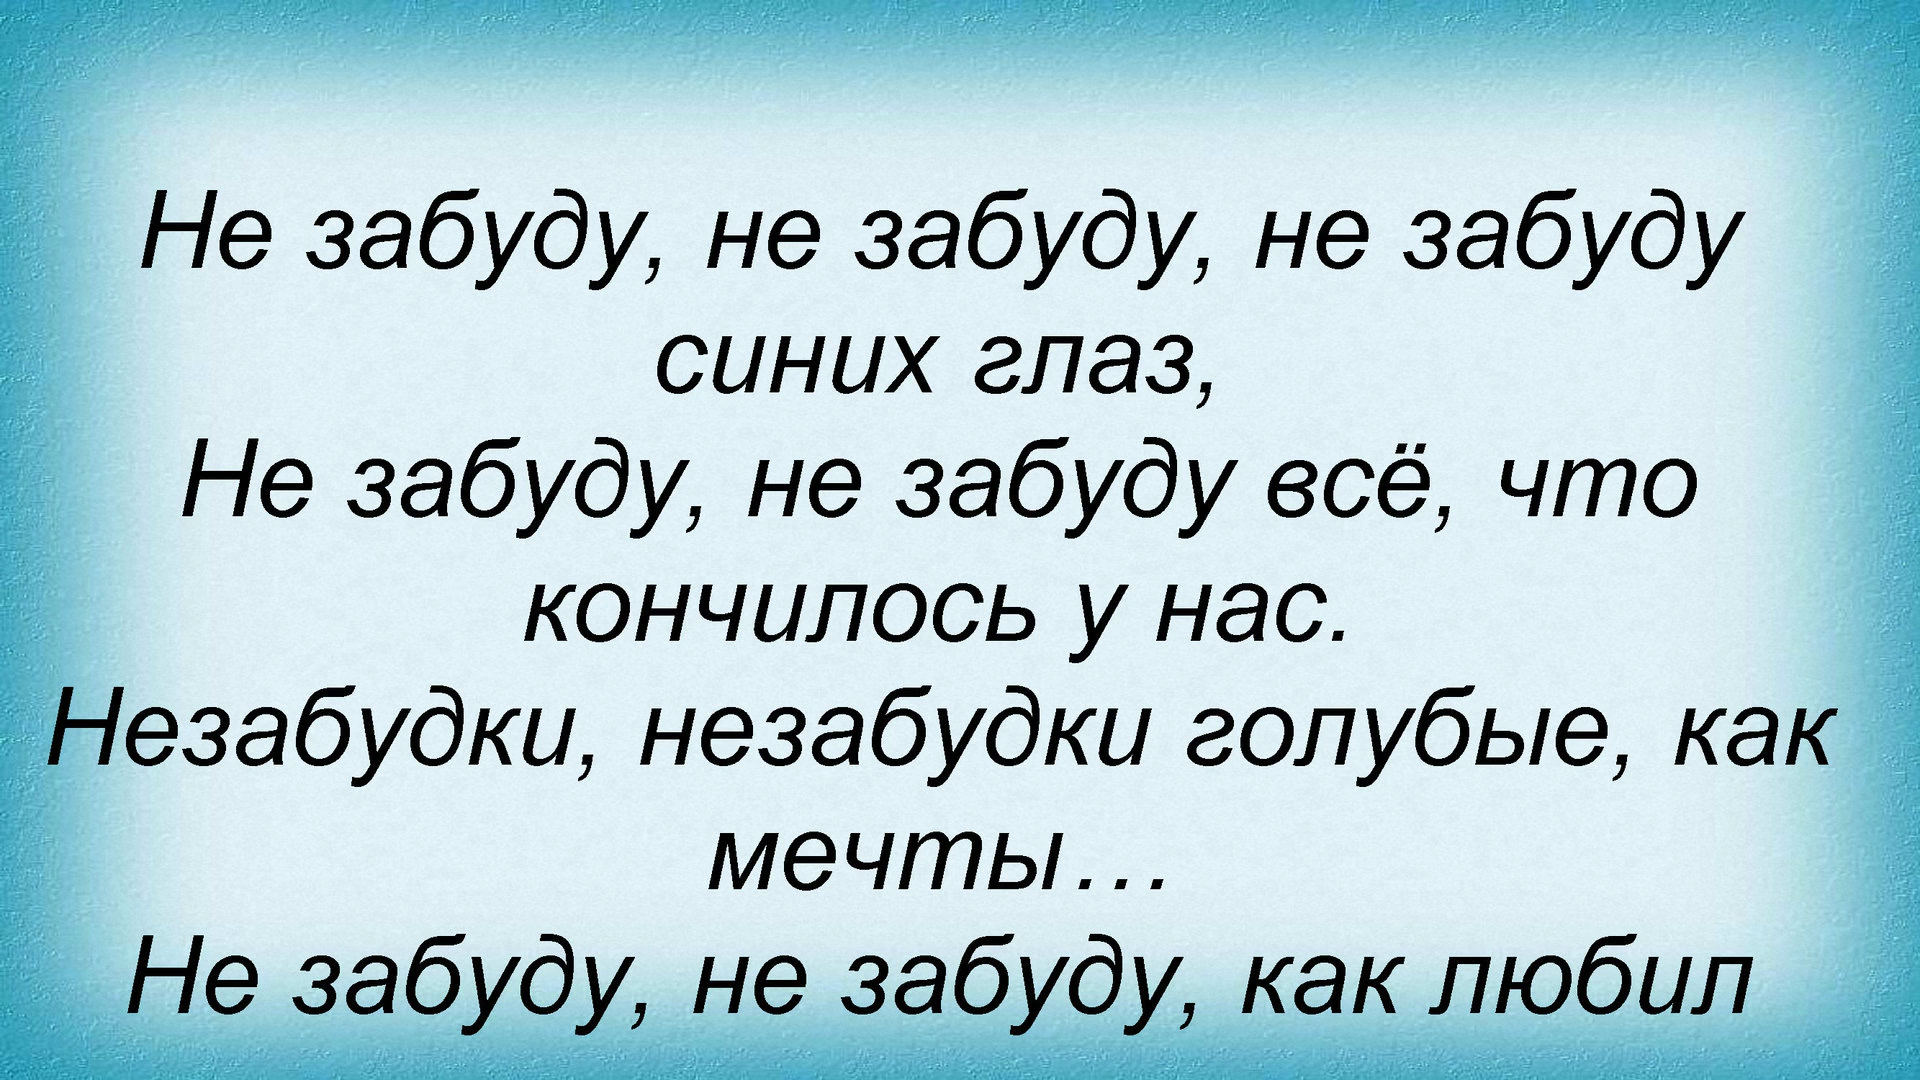 Не забуду, не забуду, не забуду
синих глаз,
Не забуду, не забуду всё, что
кончилось у нас.
Незабудки, незабудки голубые, как
мечты…
Не забуду, не забуду, как любил